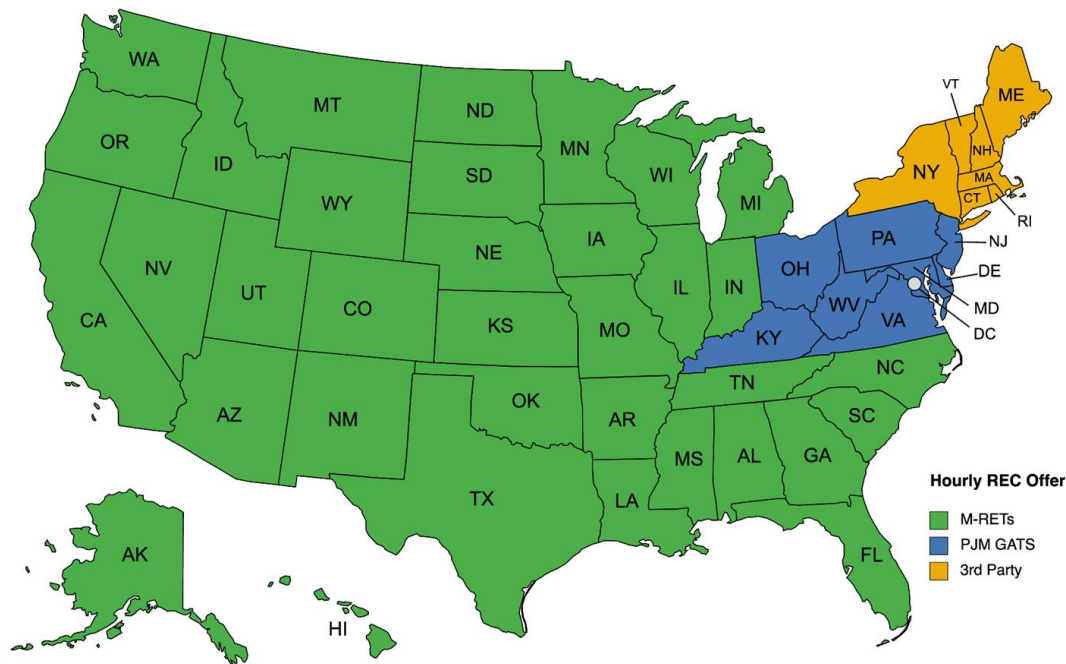 WA
OR
ID
MT
ND
MN
SD
WY
NE
IA
WI
MI
NV
UT
CO
CA
KS
MO
IL
IN
OH
KY
WV
VA
PA
NY
VT
ME
NH
MA
CT
RI
NJ
DE
MD
DC
AZ
NM
OK
AR
TN
NC
SC
MS
AL
GA
TX
LA
FL
AK
HI
Hourly REC Offer
M-RETs
PJM GATS
3rd Party